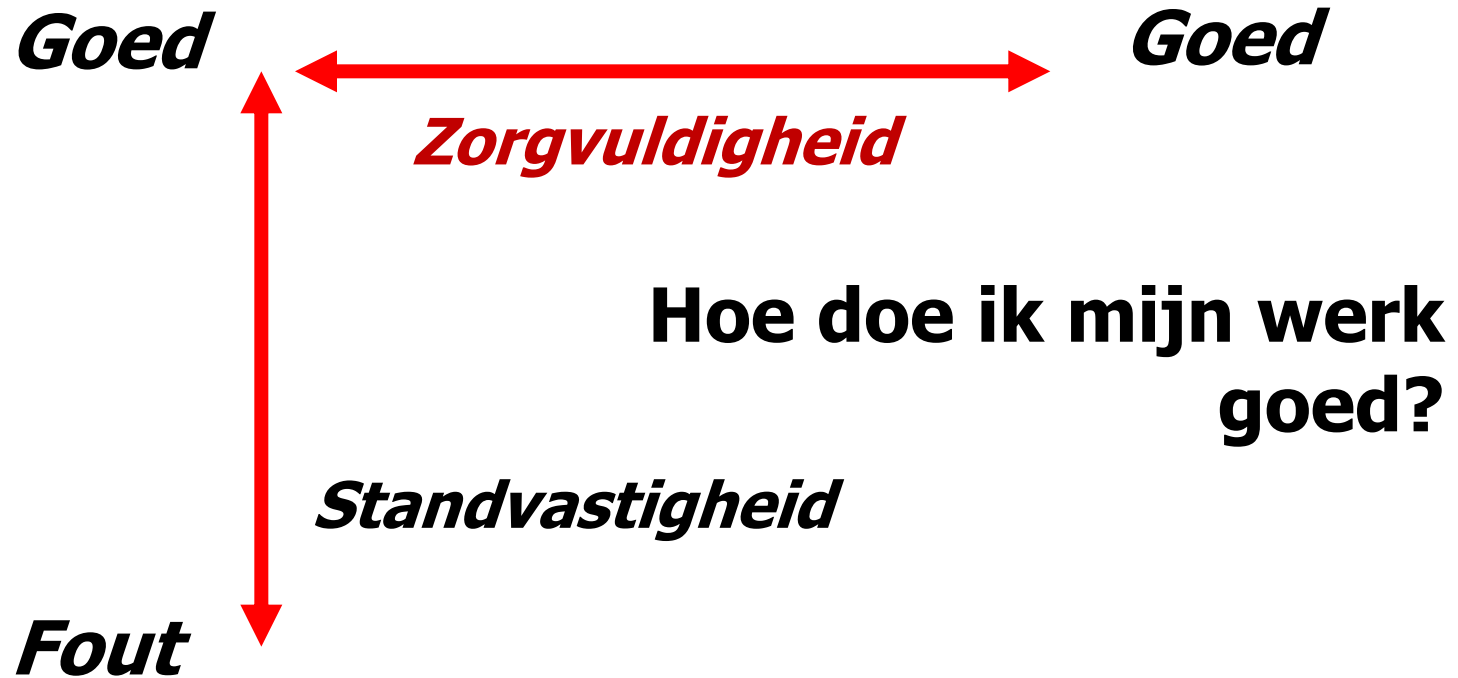 Goed
Goed
Zorgvuldigheid
Hoe doe ik mijn werk
goed?
Standvastigheid
Fout